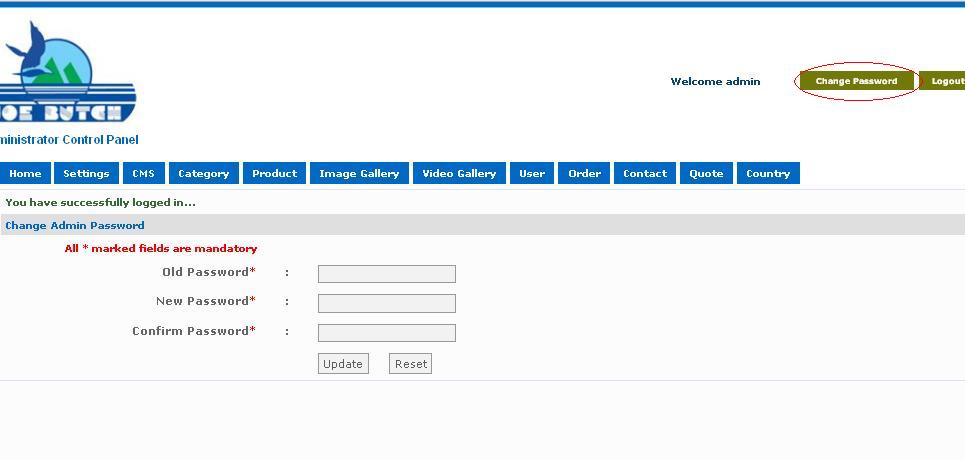 OE BUTCH
ministrator Control Panel
Welcome admin
Change Password
Logout
Home Settings CMS Category Product Image Gallery Video Gallery User Order Contact Quote Country
You have successfully logged in...
Change Admin Password
All * marked fields are mandatory
Old Password* :
New Password* :
Confirm Password* :
Update Reset